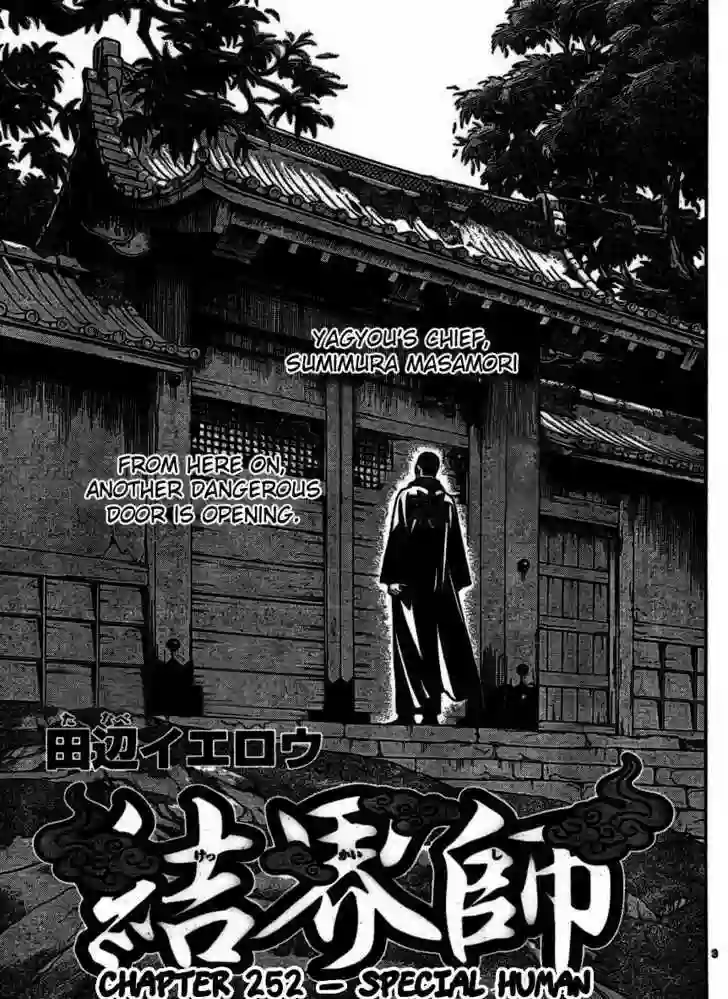 YAGYOU'S CHIEF,
SUMIMURA MASAMORI
FROM HERE ON,
ANOTHER DANGEROUS
DOOR IS OPENING.
た なべ
田辺イエロウ
けっ かい し
結界師
CHAPTER 252 – SPECIAL HUMAN
3